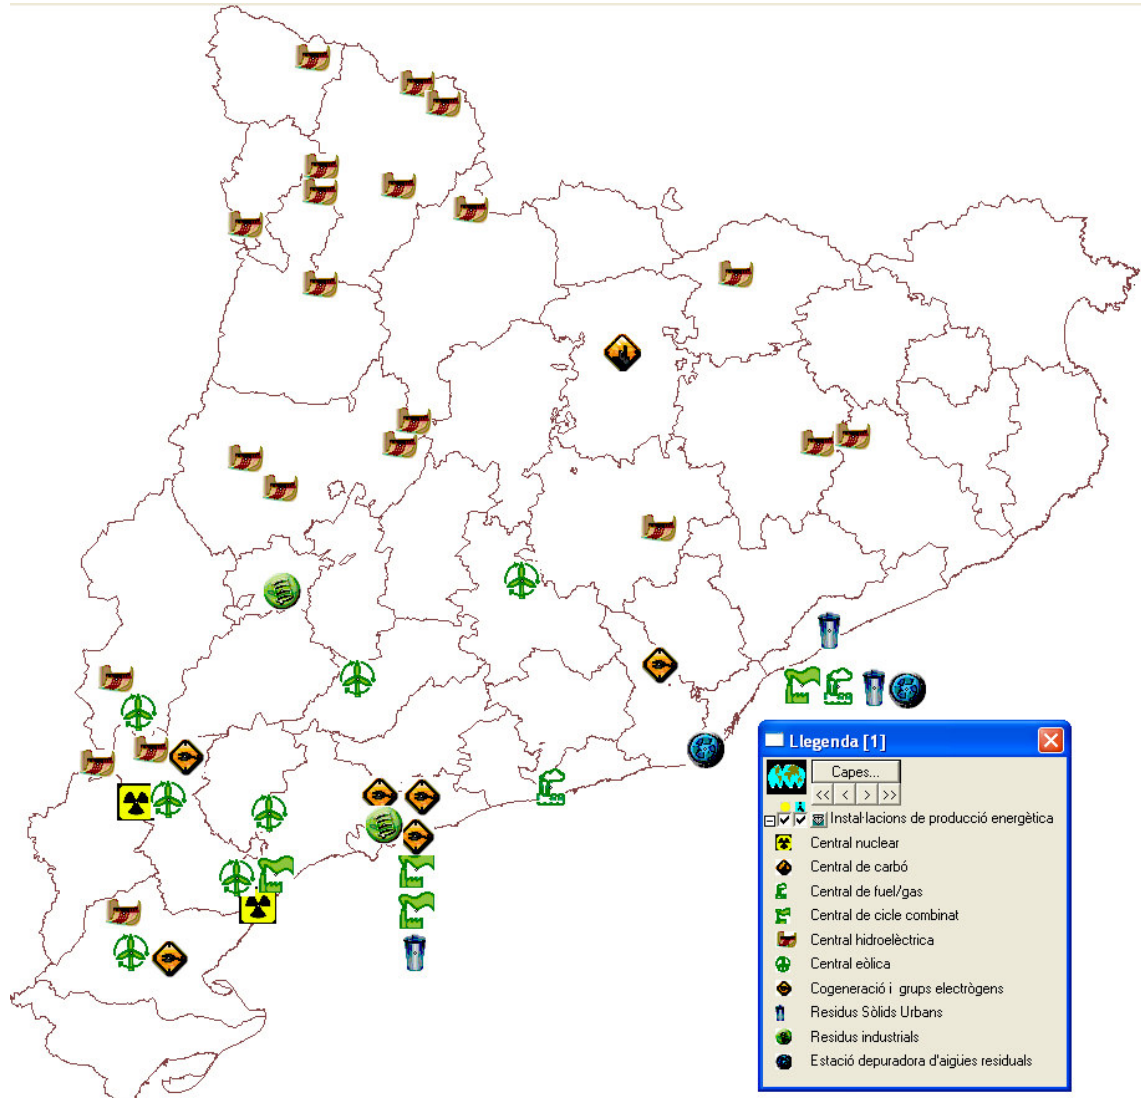 Llegenda [1]
Capes...
<< < > >>
Instal·lacions de producció energètica
Central nuclear
Central de carbó
Central de fuel/gas
Central de cicle combinat
Central hidroelèctrica
Central eòlica
Cogeneració i grups electrògens
Residus Sòlids Urbans
Residus industrials
Estació depuradora d'aigües residuals